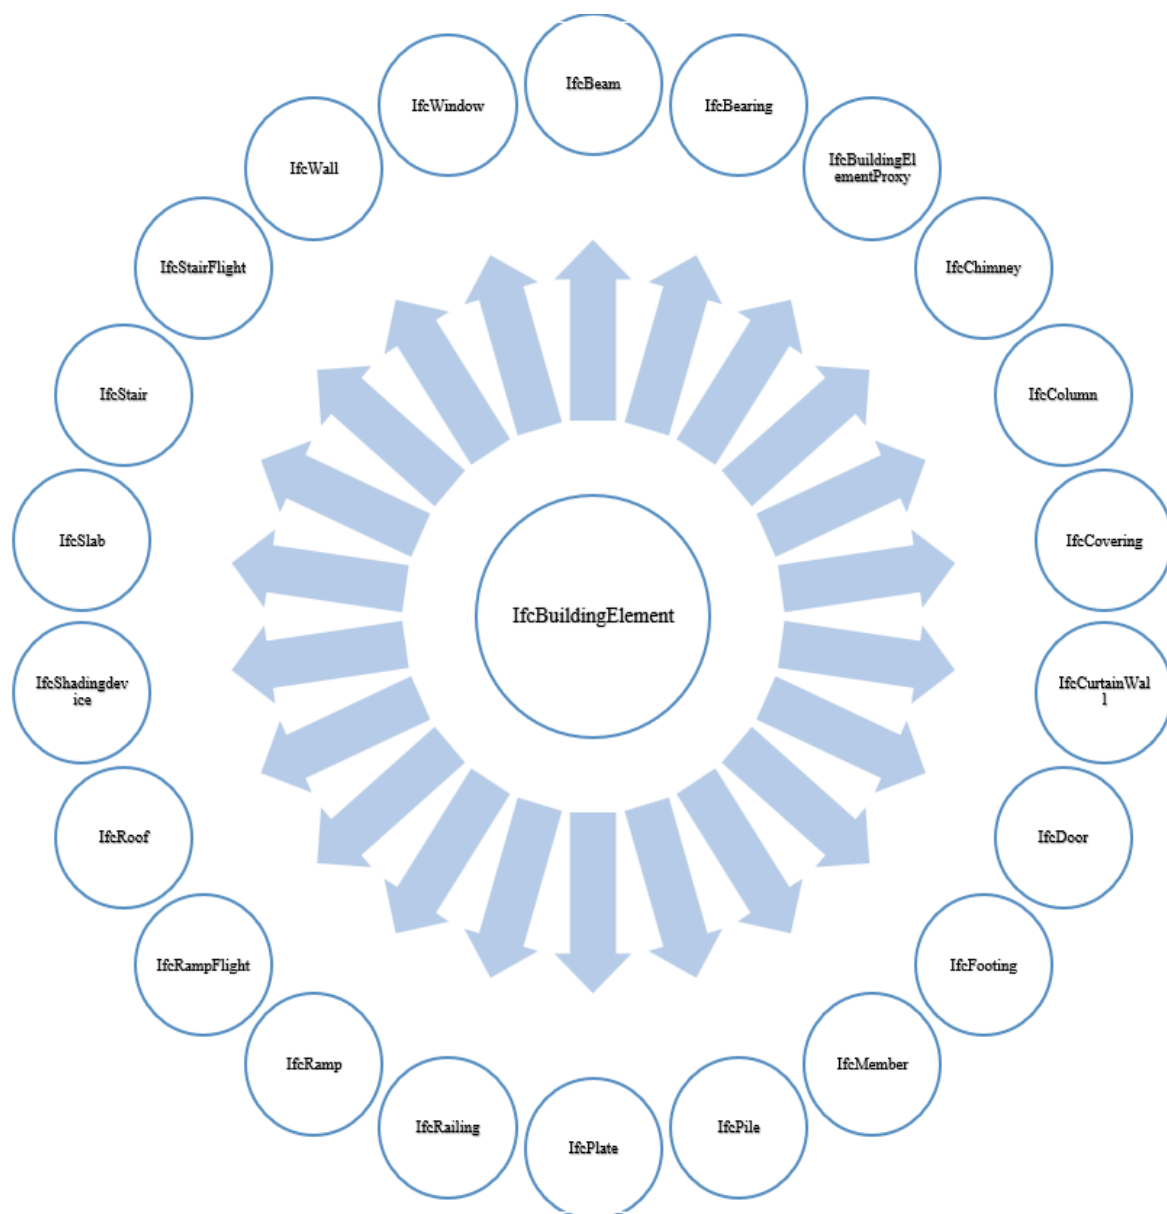 IfcBeam
IfcBearing
IfcBuildingEl
ementProxy
IfcChimney
IfcColumn
IfcCovering
IfcCurtainWal
l
IfcDoor
IfcFooting
IfcMember
IfcPile
IfcPlate
IfcRailing
IfcRamp
IfcRampFlight
IfcRoof
IfcShadingdev
ice
IfcSlab
IfcStair
IfcStairFlight
IfcWall
IfcWindow
IfcBuildingElement